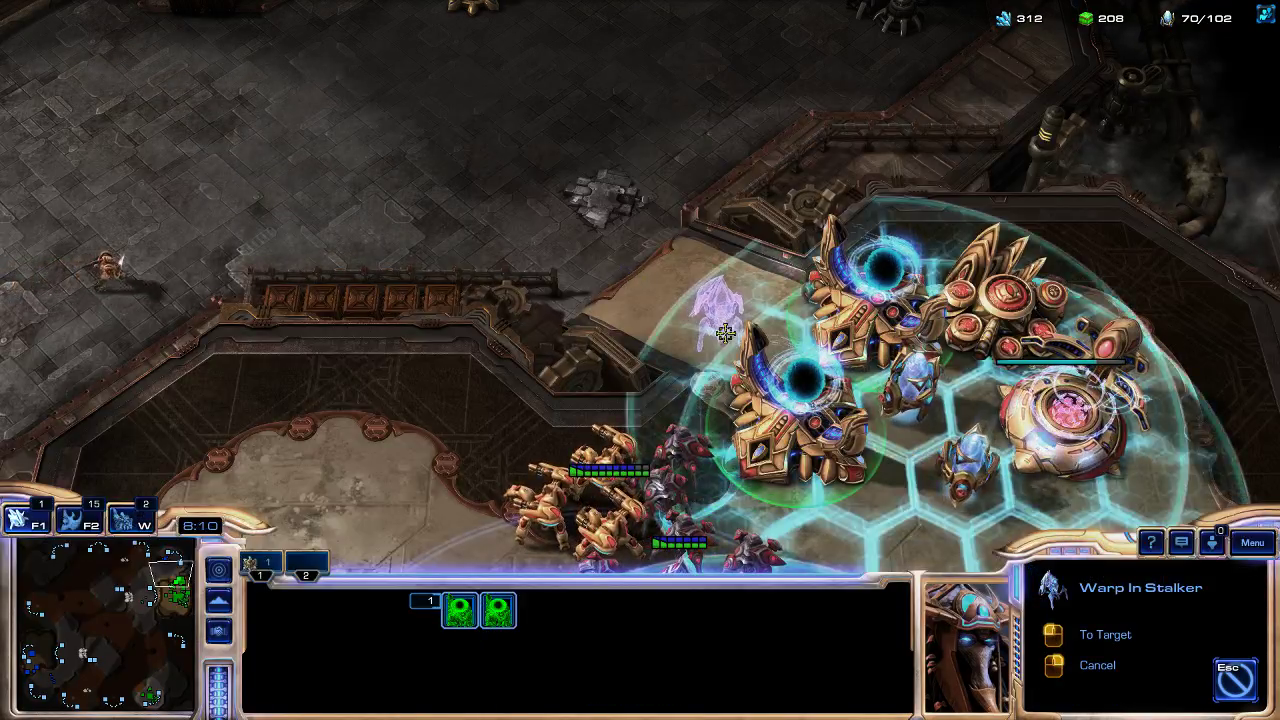 312 208 70/102
1 15 2
F1 F2 W 8:10
? 0 Menu
1
1 2
Warp In Stalker
1
To Target
Cancel
Esc